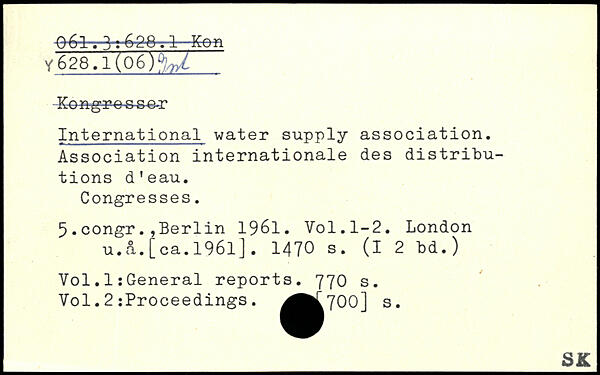 061.3:628.1 Kon
Y 628.1(06) Int
Kongresser
International water supply association.
Association internationale des distribu-
tions d'eau.
Congresses.
5.congr.,Berlin 1961. Vol.1-2. London
u.å.[ca.1961]. 1470 s. (I 2 bd.)
Vol.1:General reports. 770 s.
Vol.2:Proceedings. [700] s.
SK